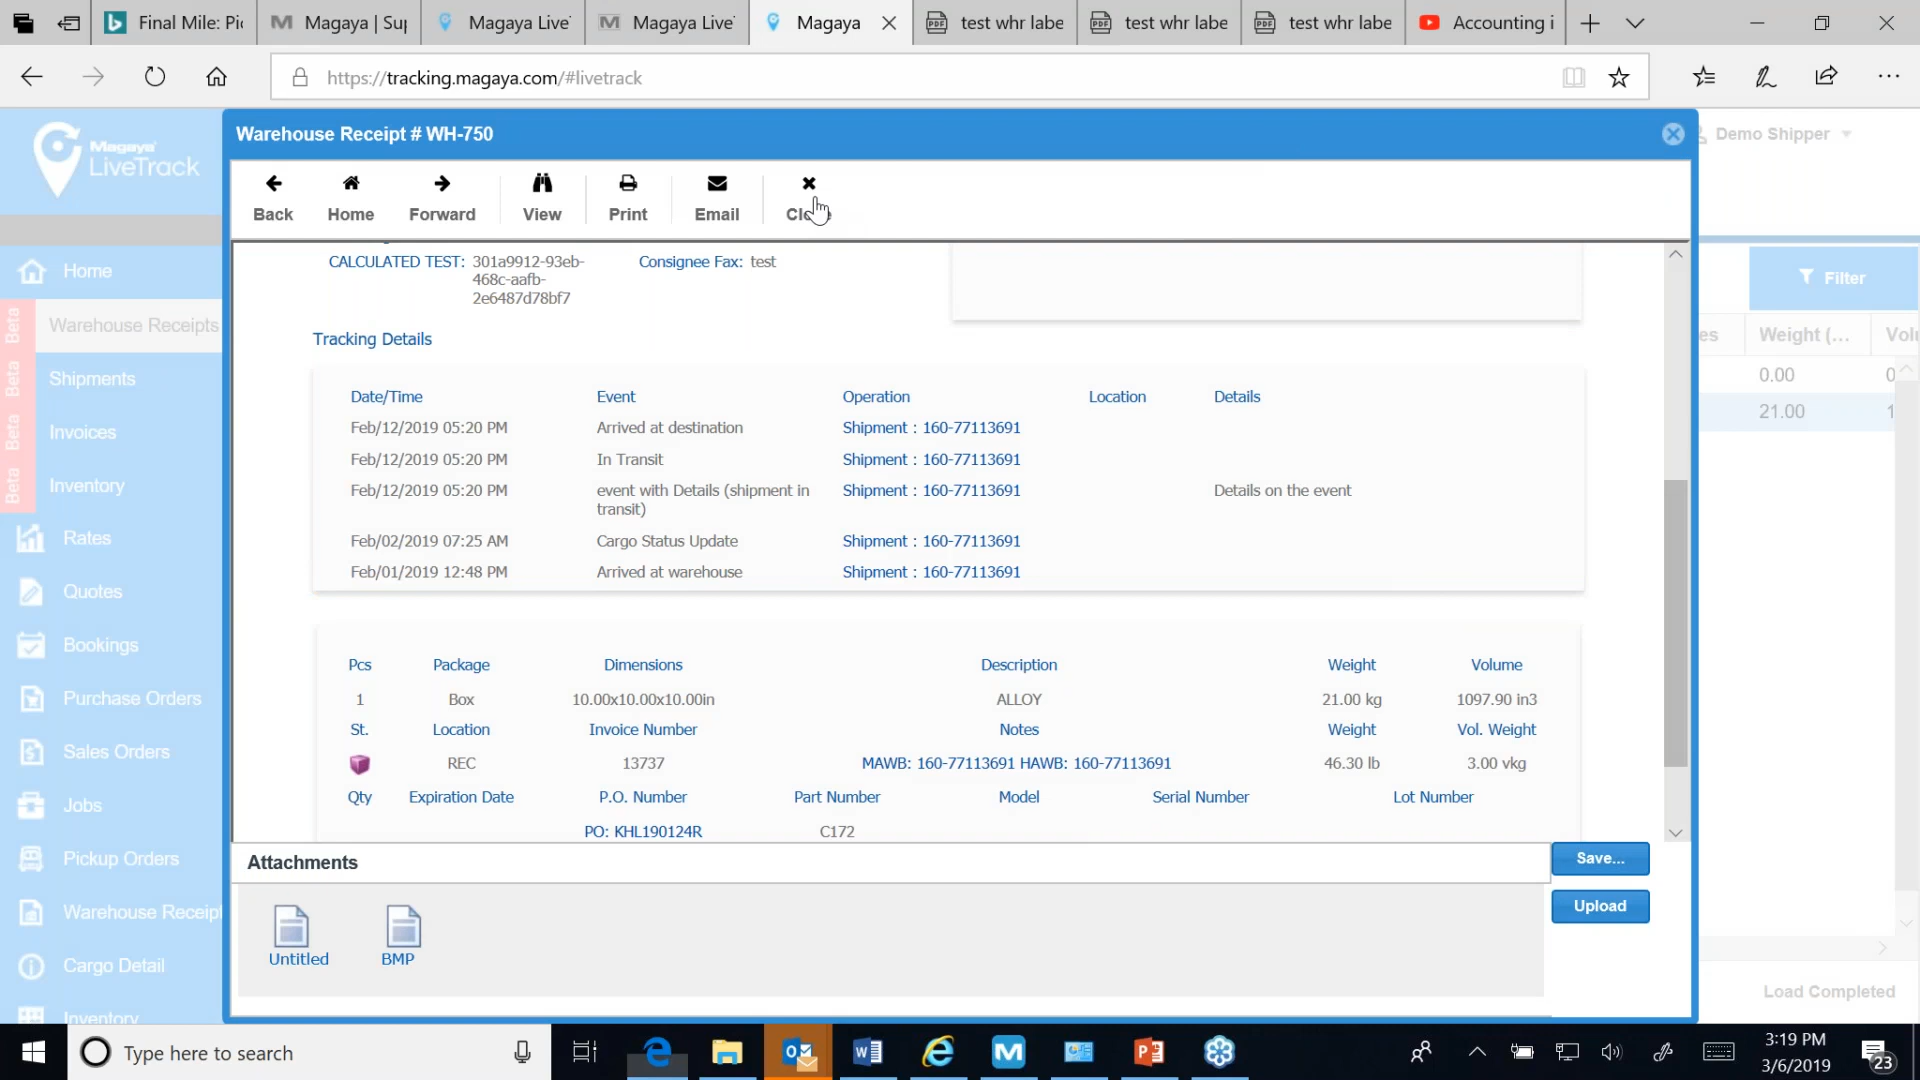 Final Mile: Pic
Magaya | Sup
Magaya Live
Magaya Live
Magaya
test whr labe
test whr labe
test whr labe
Accounting i
https://tracking.magaya.com/#livetrack
Magaya
LiveTrack
Warehouse Receipt # WH-750
Demo Shipper
Back
Home
Forward
View
Print
Email
Home
Warehouse Receipts
Shipments
Invoices
Inventory
Beta
Beta
Beta
Beta
Rates
Quotes
Bookings
Purchase Orders
Sales Orders
Jobs
Pickup Orders
Warehouse Receipt
Cargo Detail
Inventory
CALCULATED TEST: 301a9912-93eb-
468c-aafb-
2e6487d78bf7
Consignee Fax: test
Tracking Details
Date/Time Event Operation Location Details
Feb/12/2019 05:20 PM Arrived at destination Shipment : 160-77113691
Feb/12/2019 05:20 PM In Transit Shipment : 160-77113691
Feb/12/2019 05:20 PM event with Details (shipment in Shipment : 160-77113691 Details on the event
transit)
Feb/02/2019 07:25 AM Cargo Status Update Shipment : 160-77113691
Feb/01/2019 12:48 PM Arrived at warehouse Shipment : 160-77113691
Pcs Package Dimensions Description Weight Volume
1 Box 10.00x10.00x10.00in ALLOY 21.00 kg 1097.90 in3
St. Location Invoice Number Notes Weight Vol. Weight
REC 13737 MAWB: 160-77113691 HAWB: 160-77113691 46.30 lb 3.00 vkg
Qty Expiration Date P.O. Number Part Number Model Serial Number Lot Number
PO: KHL190124R C172
Attachments
Save...
Upload
Untitled
BMP
Filter
es Weight (... Volu
0.00 0
21.00 1
Load Completed
Type here to search
3:19 PM
3/6/2019
23